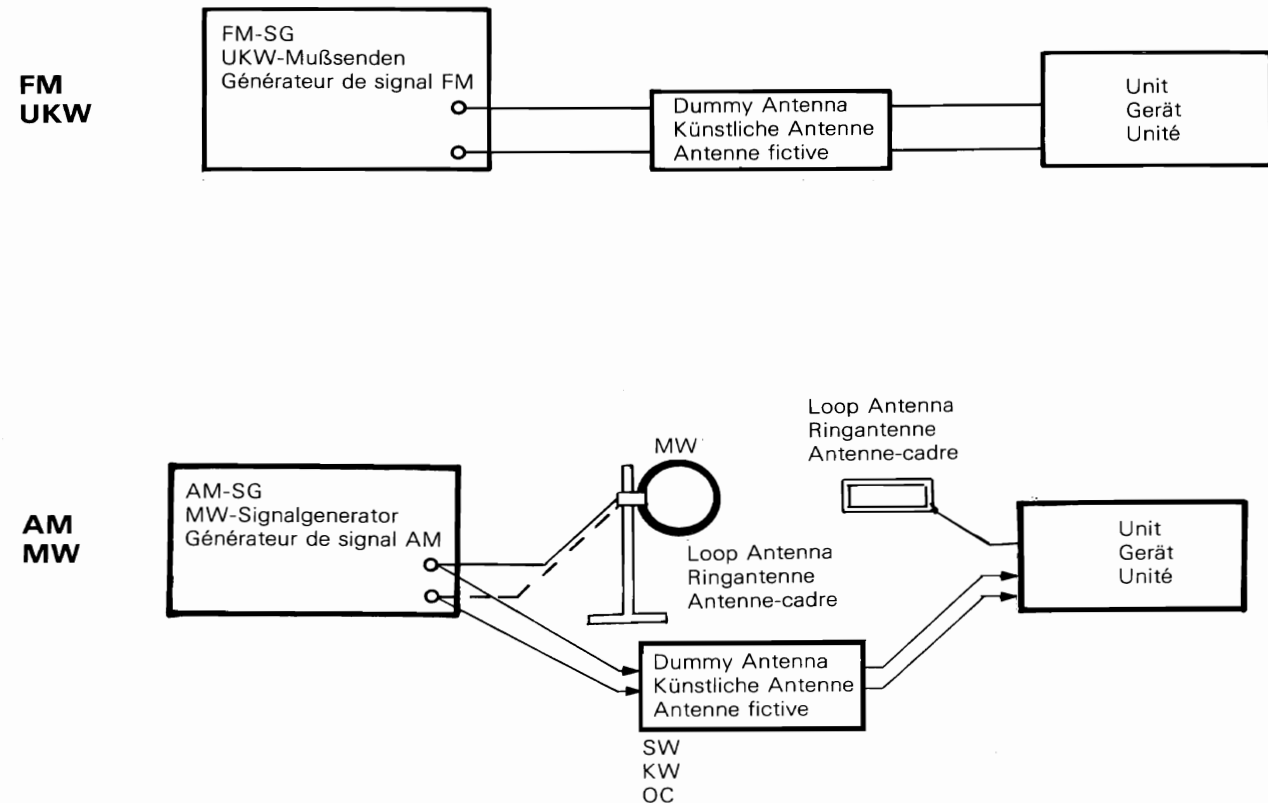 FM
UKW
FM-SG
UKW-Mußsenden
Générateur de signal FM
Dummy Antenna
Künstliche Antenne
Antenne fictive
Unit
Gerät
Unité
AM
MW
AM-SG
MW-Signalgenerator
Générateur de signal AM
MW
Loop Antenna
Ringantenne
Antenne-cadre
Loop Antenna
Ringantenne
Antenne-cadre
Unit
Gerät
Unité
Dummy Antenna
Künstliche Antenne
Antenne fictive
SW
KW
OC